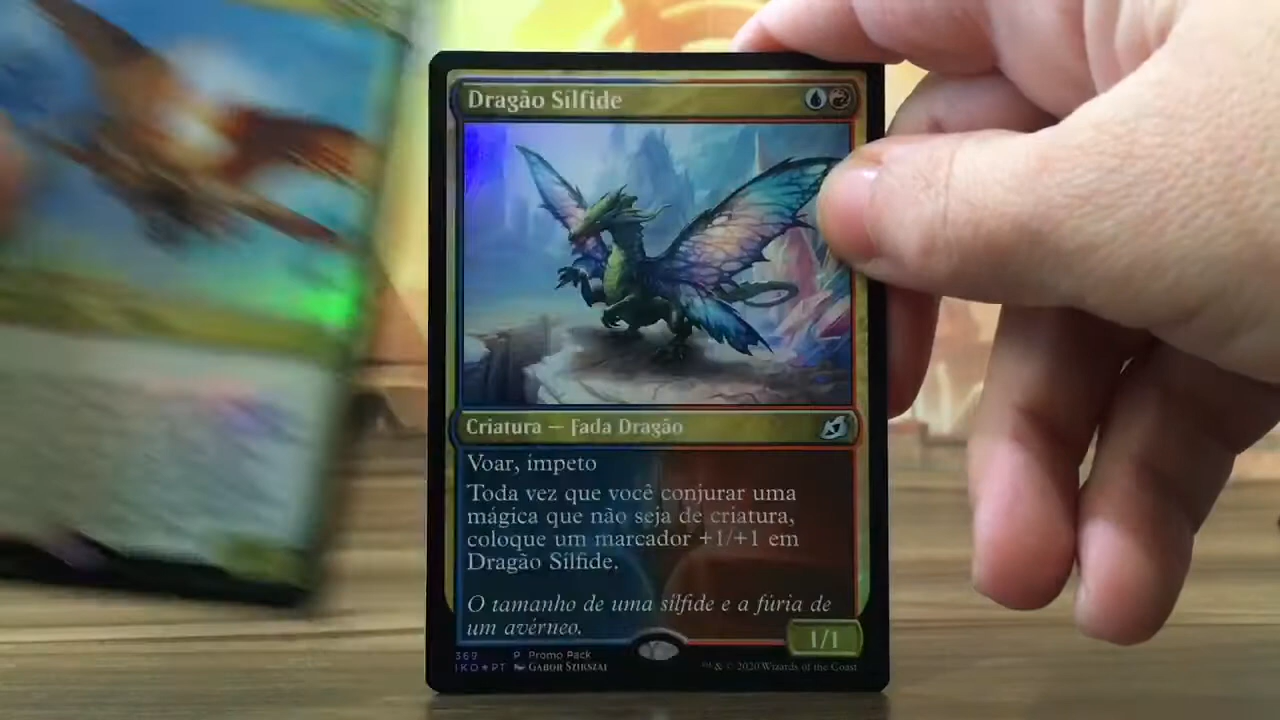 Dragão Sílfide
Criatura — Fada Dragão
Voar, ímpeto
Toda vez que você conjurar uma
mágica que não seja de criatura,
coloque um marcador +1/+1 em
Dragão Sílfide.
O tamanho de uma sílfide e a fúria de
um avérneo.
1/1
369 P Promo Pack
IKO★PT GABOR SZIKSZAI
™ & © 2020 Wizards of the Coast